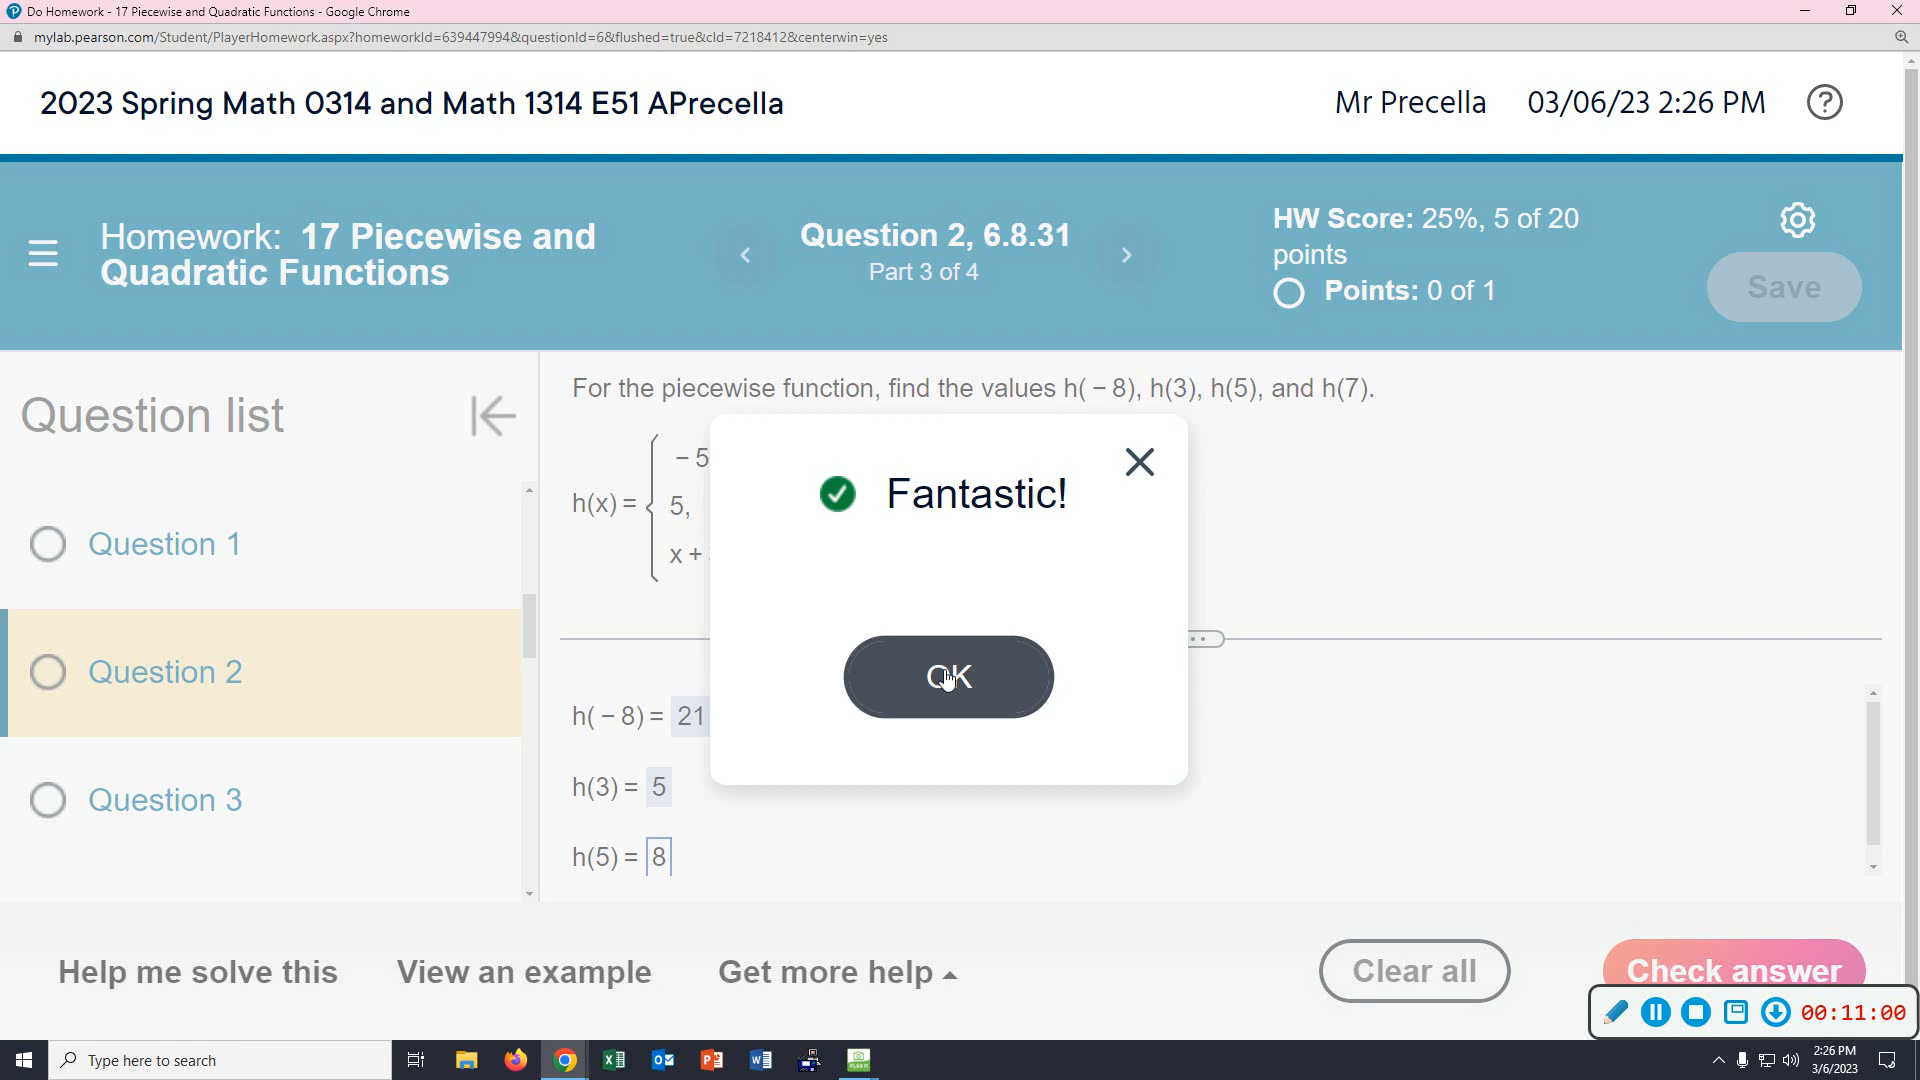 Do Homework - 17 Piecewise and Quadratic Functions - Google Chrome
mylab.pearson.com/Student/PlayerHomework.aspx?homeworkId=639447994&questionId=6&flushed=true&cId=7218412&centerwin=yes
2023 Spring Math 0314 and Math 1314 E51 APrecella
Mr Precella 03/06/23 2:26 PM
Homework: 17 Piecewise and
Quadratic Functions
Question 2, 6.8.31
Part 3 of 4
HW Score: 25%, 5 of 20
points
Points: 0 of 1
Save
Question list
Question 1
Question 2
Question 3
For the piecewise function, find the values h( − 8), h(3), h(5), and h(7).
− 5
h(x) = 5,
x +
Fantastic!
OK
h( − 8) = 21
h(3) = 5
h(5) = 8
Help me solve this
View an example
Get more help
Clear all
Check answer
00:11:00
Type here to search
2:26 PM
3/6/2023